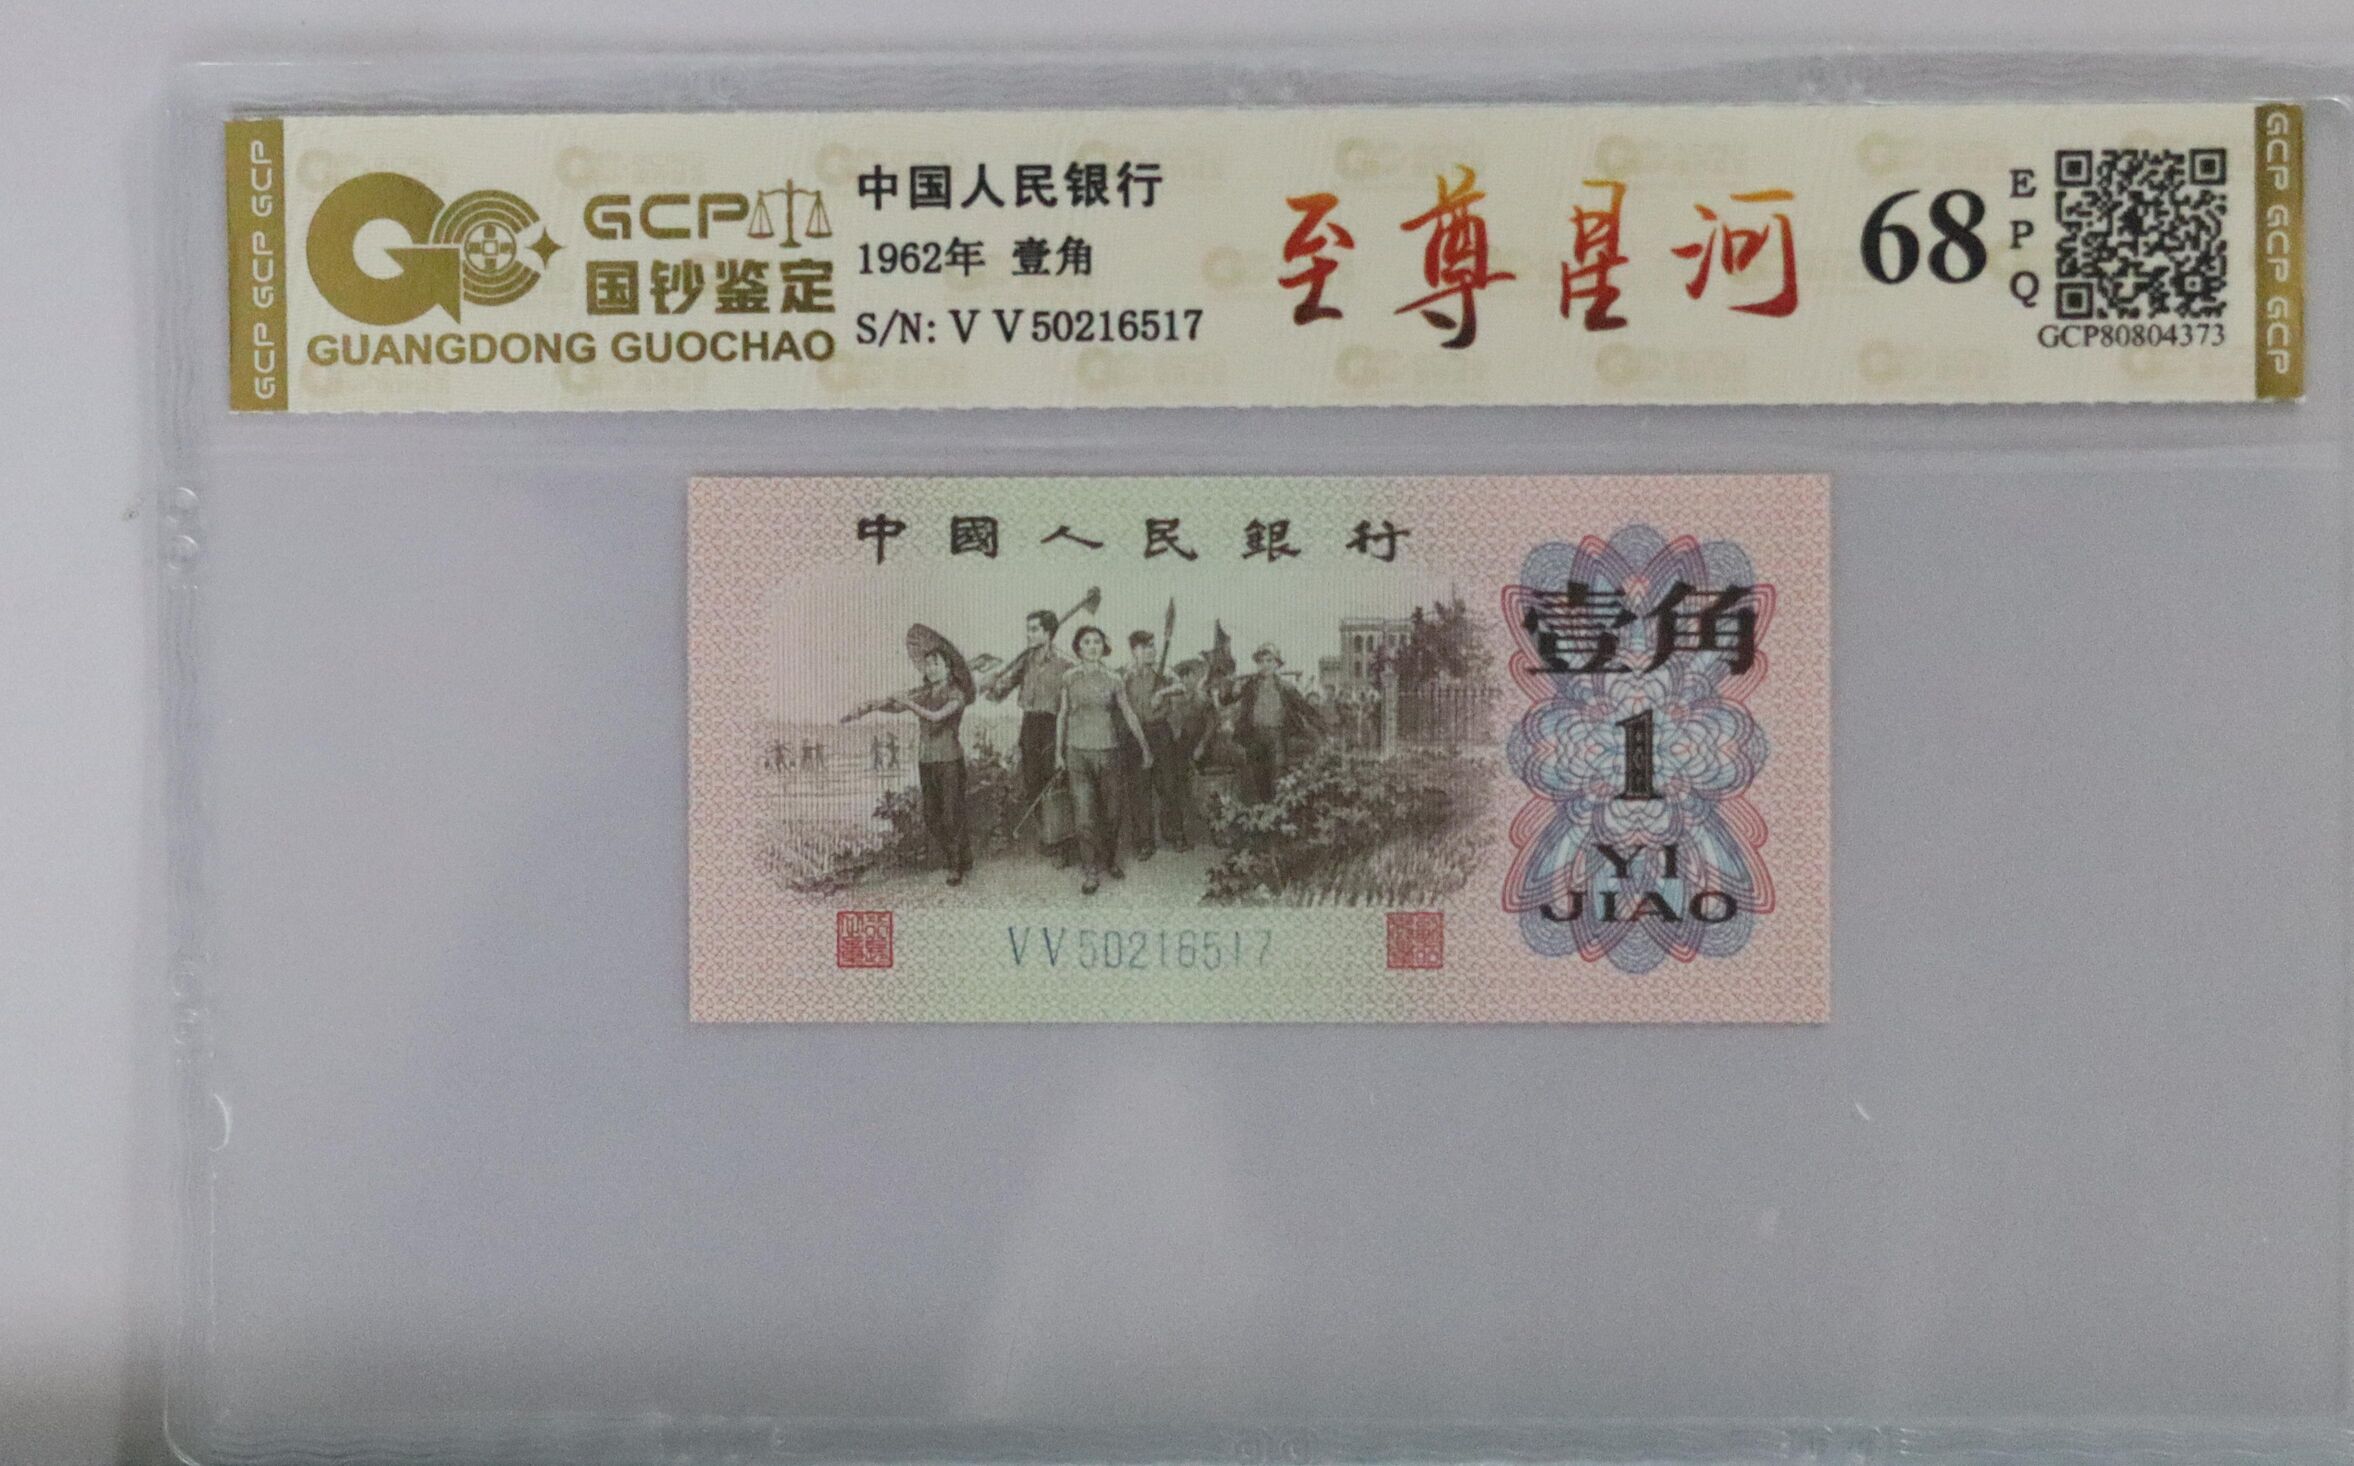 GCP GCP GCP GCP
GCP
国钞鉴定
GUANGDONG GUOCHAO
中国人民银行
1962年 壹角
S/N: V V 50216517
至尊星河
68
E
P
Q
GCP80804373
GCP GCP GCP GCP
中國人民銀行
壹角
1
YI
JIAO
VV50216517